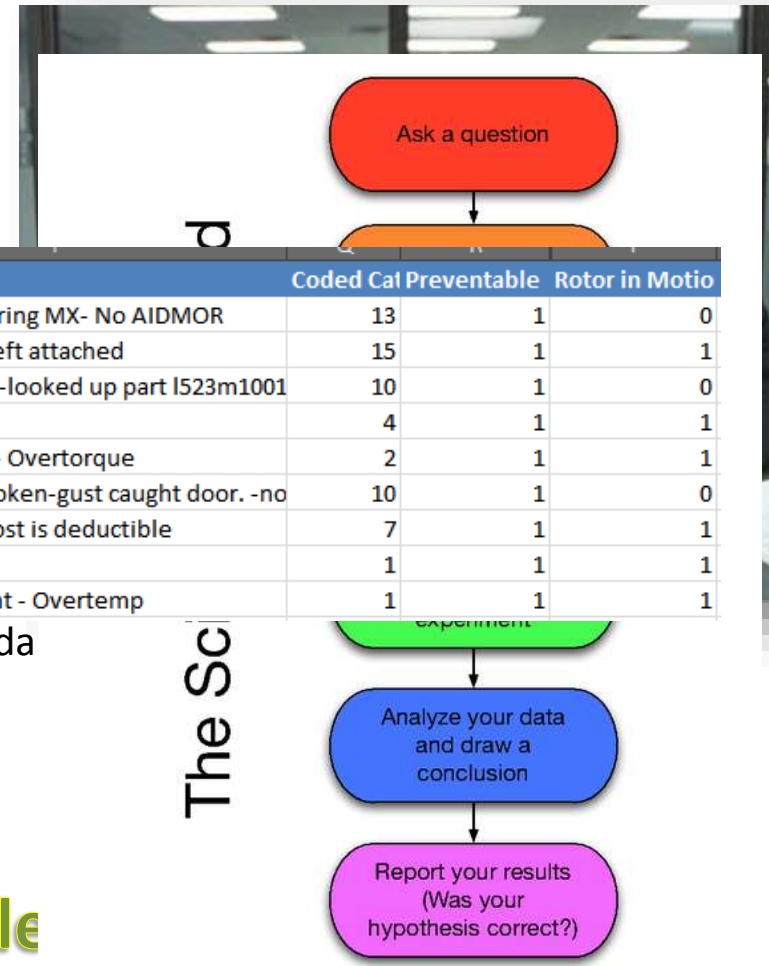 Ask a question
Coded Cat Preventable Rotor in Motio
ring MX- No AIDMOR 13 1 0
eft attached 15 1 1
-looked up part l523m1001 10 1 0
4 1 1
- Overtorque 2 1 1
oken-gust caught door. -no 10 1 0
ost is deductible 7 1 1
1 1 1
nt - Overtemp 1 1 1
experiment
da
The Sci
Analyze your data
and draw a
conclusion
Report your results
(Was your
hypothesis correct?)
le